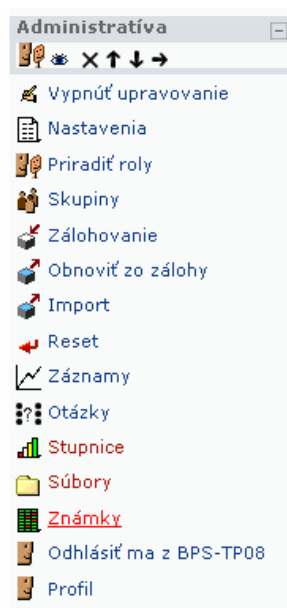 Administratíva
Vypnúť upravovanie
Nastavenia
Priradiť roly
Skupiny
Zálohovanie
Obnoviť zo zálohy
Import
Reset
Záznamy
Otázky
Stupnice
Súbory
Známky
Odhlásiť ma z BPS-TP08
Profil